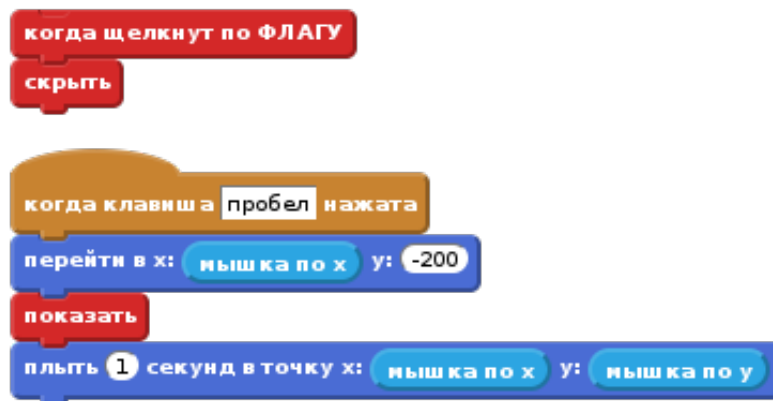 когда щелкнут по ФЛАГУ
скрыть
когда клавиша пробел нажата
перейти в x: мышка по x y: -200
показать
плыть 1 секунд в точку x: мышка по x y: мышка по y